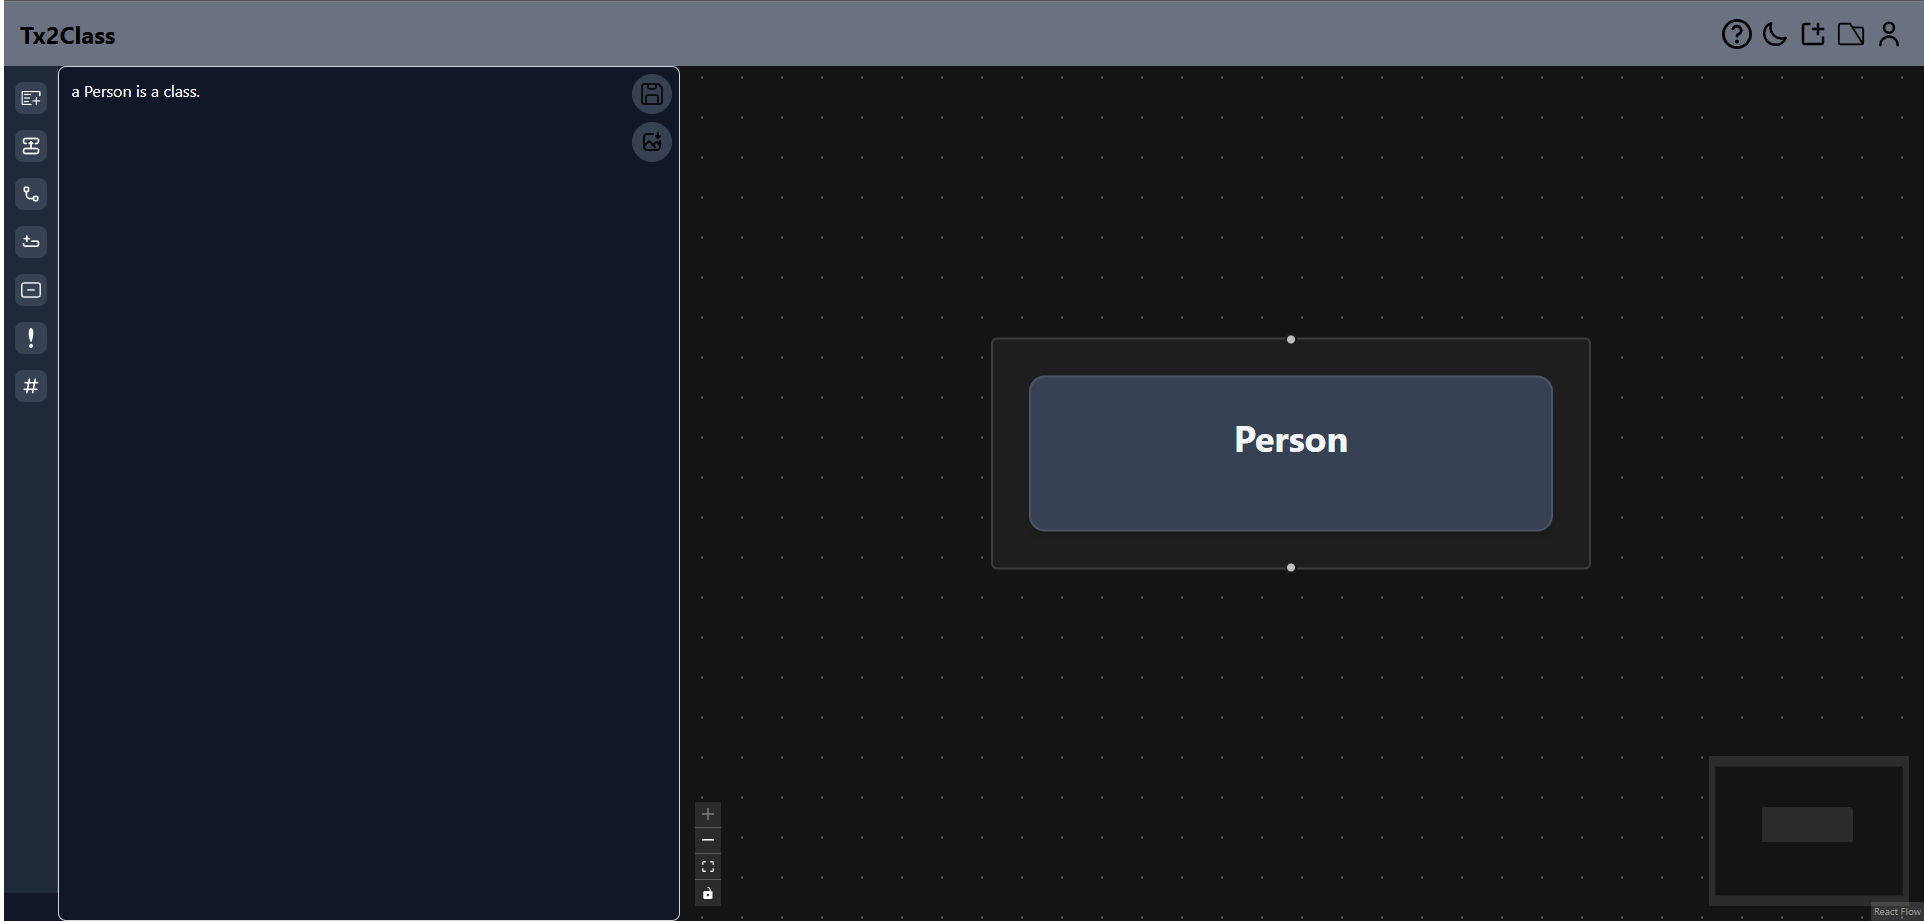 Tx2Class
a Person is a class.
Person
React Flow